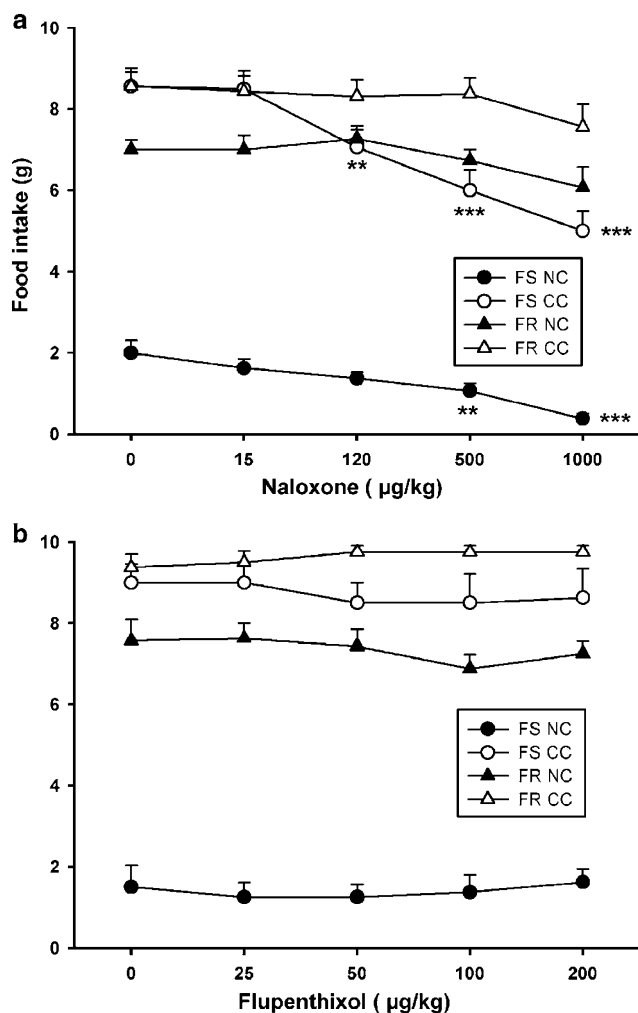 a
10
8
6
4
2
0
Food intake (g)
**
***
***
**
***
FS NC
FS CC
FR NC
FR CC
0 15 120 500 1000
Naloxone ( µg/kg)
b
10
8
6
4
2
0
FS NC
FS CC
FR NC
FR CC
0 25 50 100 200
Flupenthixol ( µg/kg)